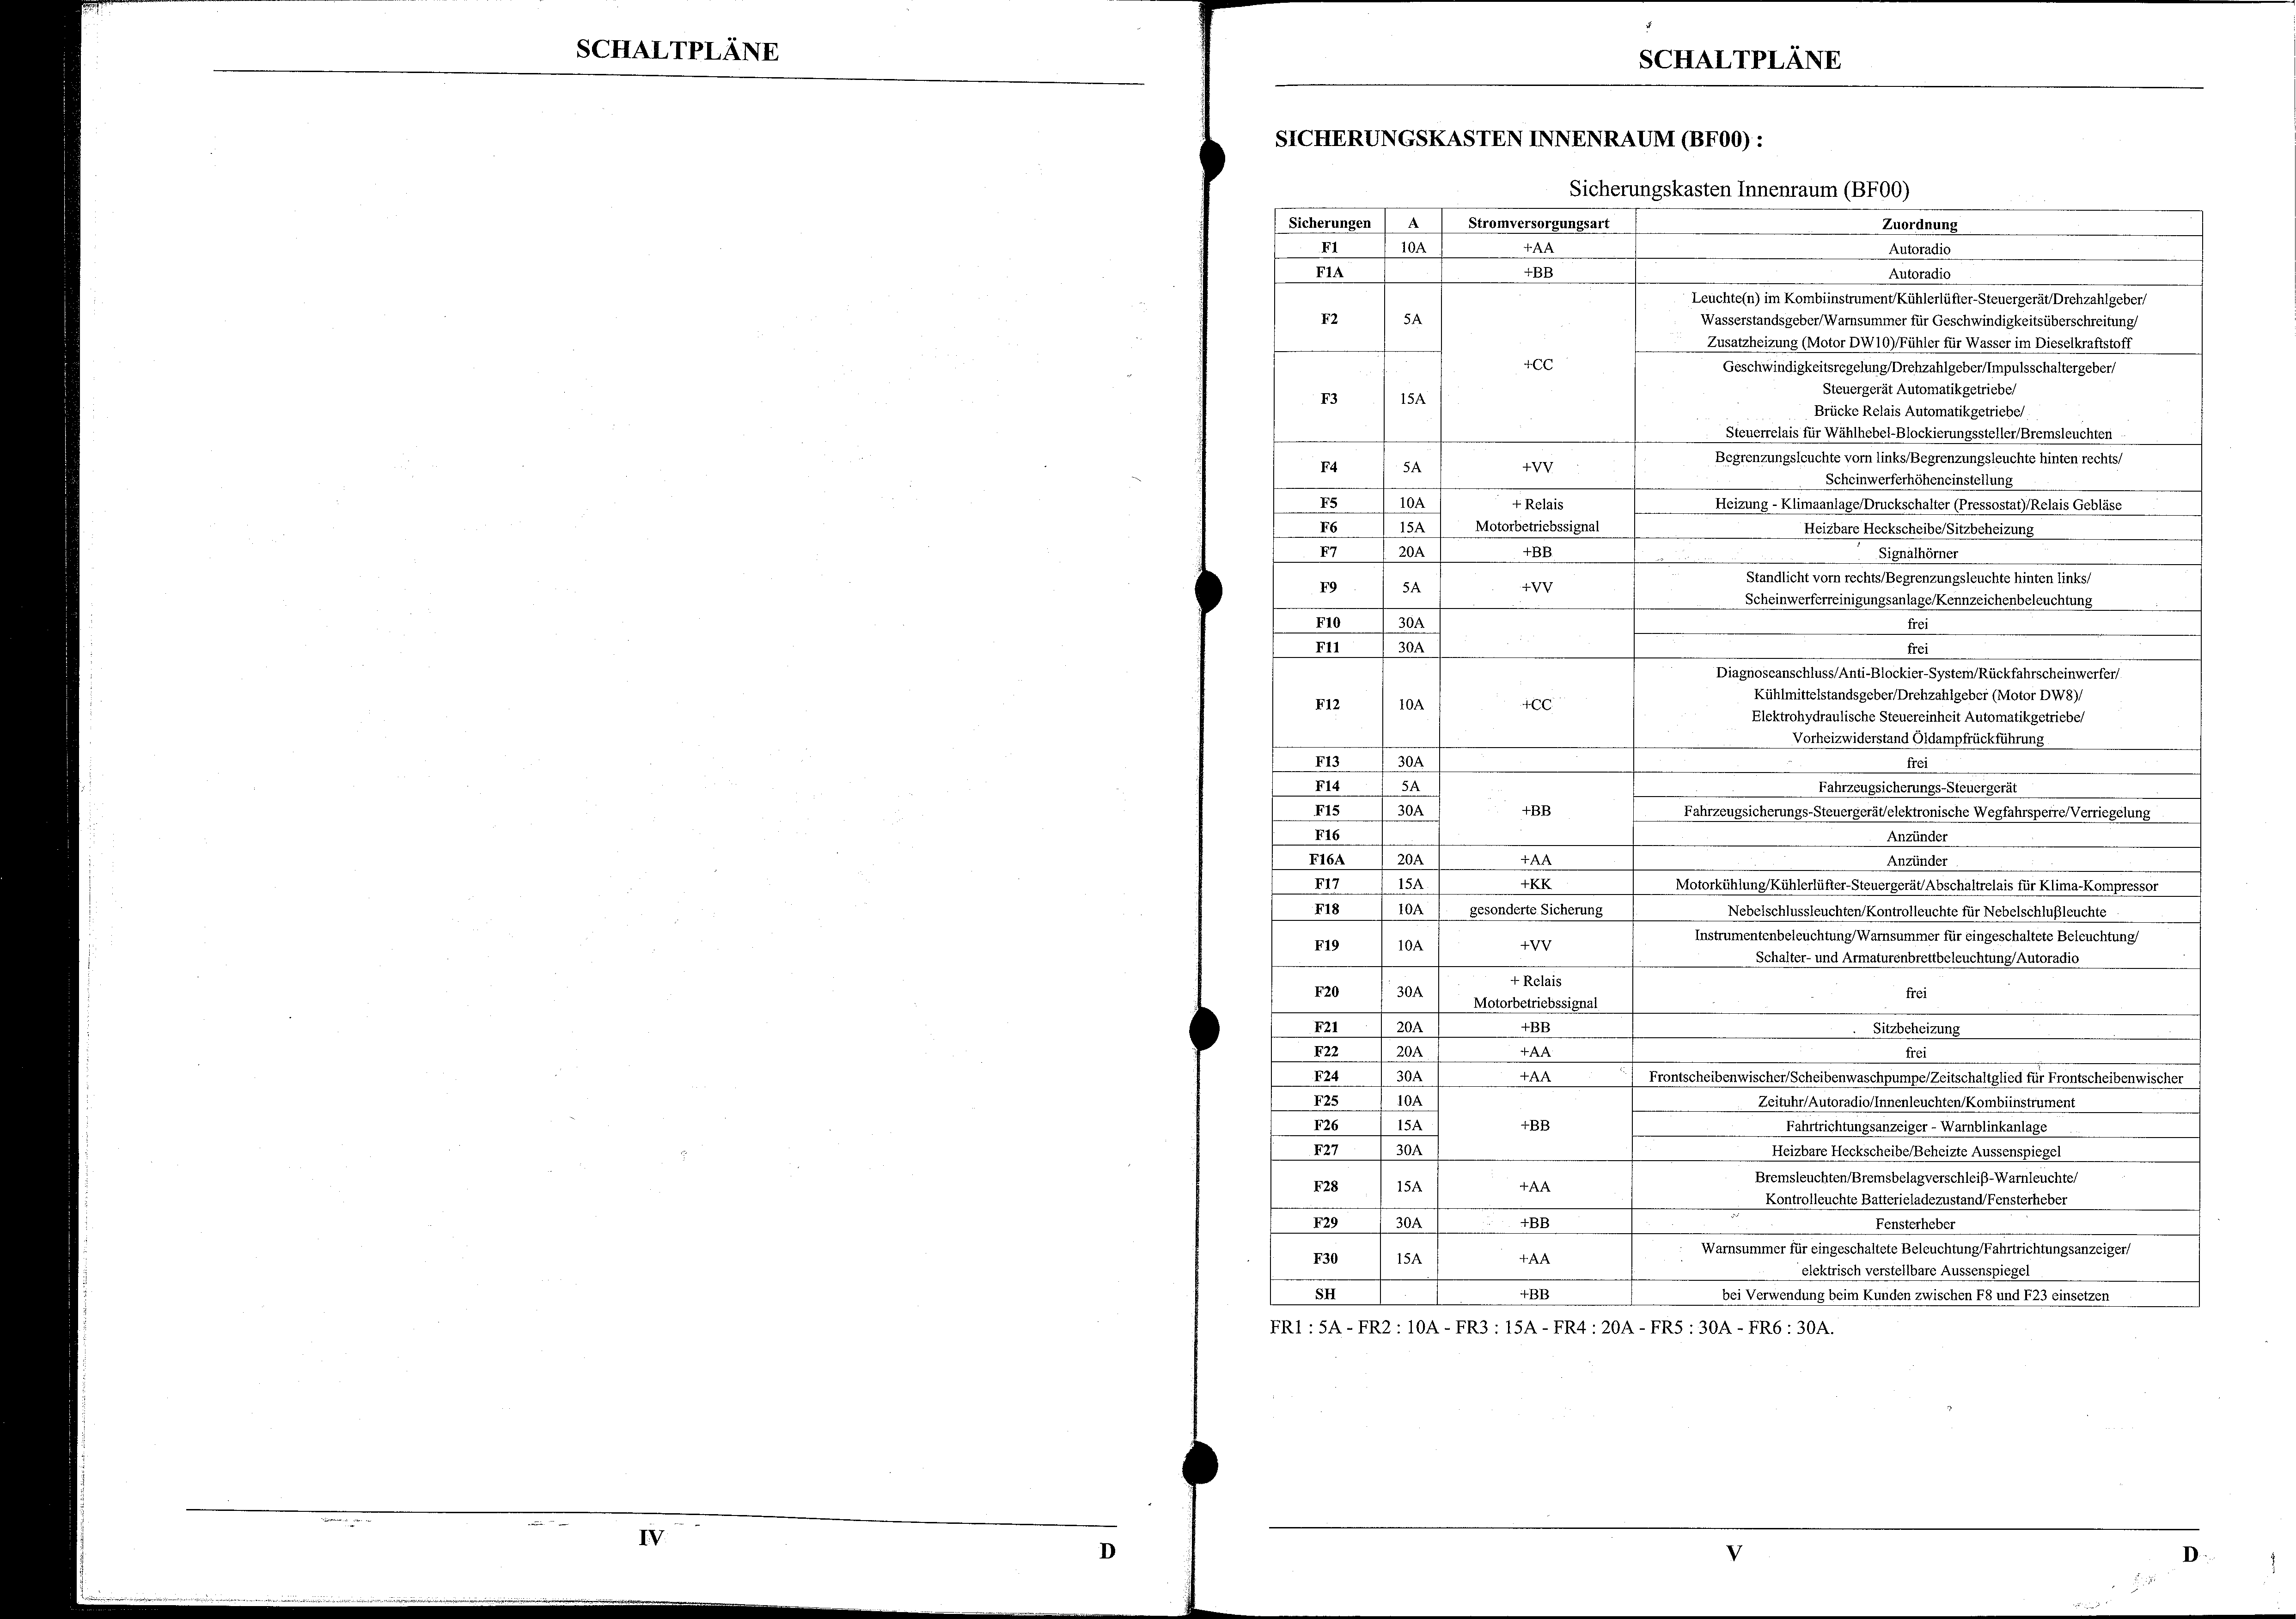 SCHALTPLÄNE
IV
D
SCHALTPLÄNE
SICHERUNGSKASTEN INNENRAUM (BF00) :
Sicherungskasten Innenraum (BF00)
Sicherungen A Stromversorgungsart Zuordnung
F1 10A +AA Autoradio
F1A +BB Autoradio
Leuchte(n) im Kombiinstrument/Kühlerlüfter-Steuergerät/Drehzahlgeber/
F2 5A Wasserstandsgeber/Warnsummer für Geschwindigkeitsüberschreitung/
Zusatzheizung (Motor DW10)/Fühler für Wasser im Dieselkraftstoff
+CC Geschwindigkeitsregelung/Drehzahlgeber/Impulsschaltergeber/
Steuergerät Automatikgetriebe/
F3 15A Brücke Relais Automatikgetriebe/
Steuerrelais für Wählhebel-Blockierungssteller/Bremsleuchten
F4 5A +VV Begrenzungsleuchte vorn links/Begrenzungsleuchte hinten rechts/
Scheinwerferhöheneinstellung
F5 10A + Relais Heizung - Klimaanlage/Druckschalter (Pressostat)/Relais Gebläse
F6 15A Motorbetriebssignal Heizbare Heckscheibe/Sitzbeheizung
F7 20A +BB Signalhörner
F9 5A +VV Standlicht vorn rechts/Begrenzungsleuchte hinten links/
Scheinwerferreinigungsanlage/Kennzeichenbeleuchtung
F10 30A frei
F11 30A frei
Diagnoseanschluss/Anti-Blockier-System/Rückfahrscheinwerfer/
Kühlmittelstandsgeber/Drehzahlgeber (Motor DW8)/
F12 10A +CC Elektrohydraulische Steuereinheit Automatikgetriebe/
Vorheizwiderstand Öldampfrückführung
F13 30A frei
F14 5A Fahrzeugsicherungs-Steuergerät
F15 30A +BB Fahrzeugsicherungs-Steuergerät/elektronische Wegfahrsperre/Verriegelung
F16 Anzünder
F16A 20A +AA Anzünder
F17 15A +KK Motorkühlung/Kühlerlüfter-Steuergerät/Abschaltrelais für Klima-Kompressor
F18 10A gesonderte Sicherung Nebelschlussleuchten/Kontrolleuchte für Nebelschlußleuchte
F19 10A +VV Instrumentenbeleuchtung/Warnsummer für eingeschaltete Beleuchtung/
Schalter- und Armaturenbrettbeleuchtung/Autoradio
+ Relais
F20 30A frei
Motorbetriebssignal
F21 20A +BB Sitzbeheizung
F22 20A +AA frei
F24 30A +AA Frontscheibenwischer/Scheibenwaschpumpe/Zeitschaltglied für Frontscheibenwischer
F25 10A Zeituhr/Autoradio/Innenleuchten/Kombiinstrument
F26 15A +BB Fahrtrichtungsanzeiger - Warnblinkanlage
F27 30A Heizbare Heckscheibe/Beheizte Aussenspiegel
F28 15A +AA Bremsleuchten/Bremsbelagverschleiß-Warnleuchte/
Kontrolleuchte Batterieladezustand/Fensterheber
F29 30A +BB Fensterheber
F30 15A +AA Warnsummer für eingeschaltete Beleuchtung/Fahrtrichtungsanzeiger/
elektrisch verstellbare Aussenspiegel
SH +BB bei Verwendung beim Kunden zwischen F8 und F23 einsetzen
FR1 : 5A - FR2 : 10A - FR3 : 15A - FR4 : 20A - FR5 : 30A - FR6 : 30A.
V
D